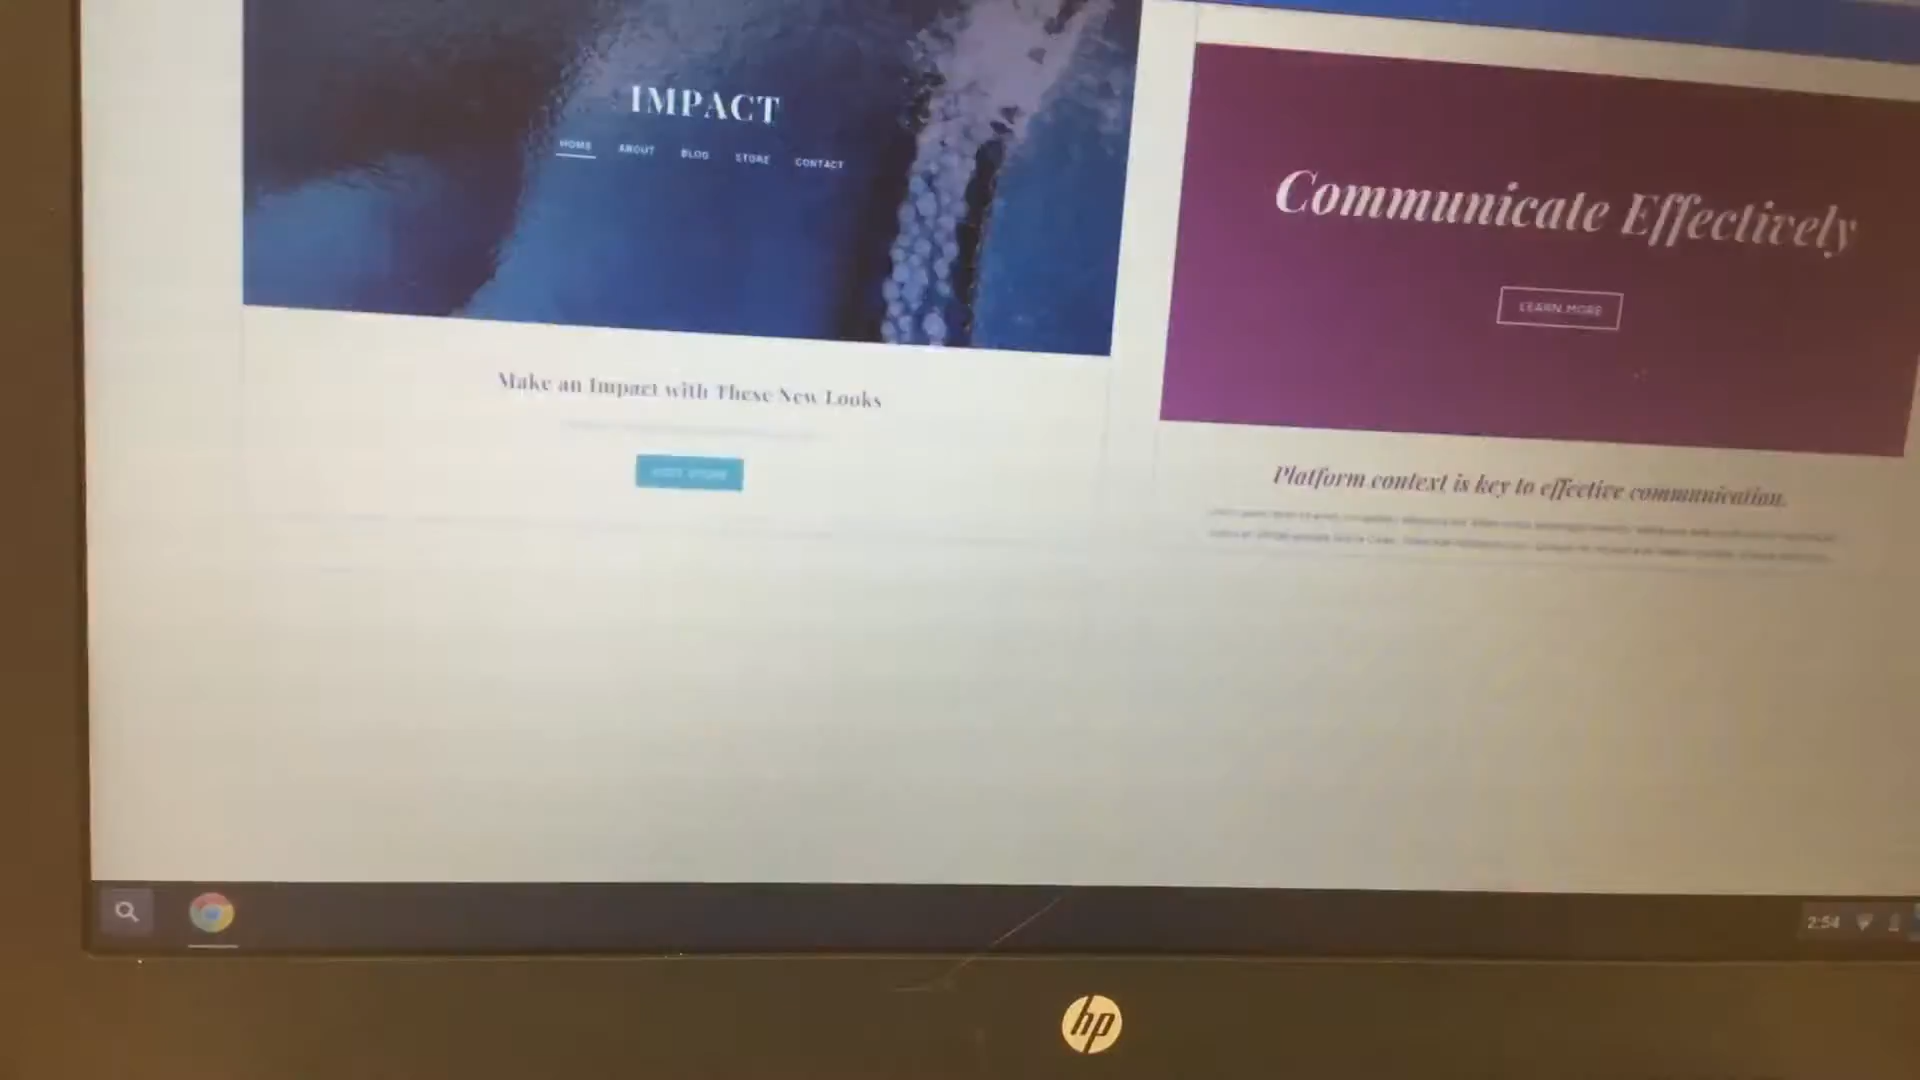 IMPACT
HOME ABOUT BLOG STORE CONTACT
Make an Impact with These New Looks
Communicate Effectively
LEARN MORE
Platform context is key to effective communication.
2:54
hp